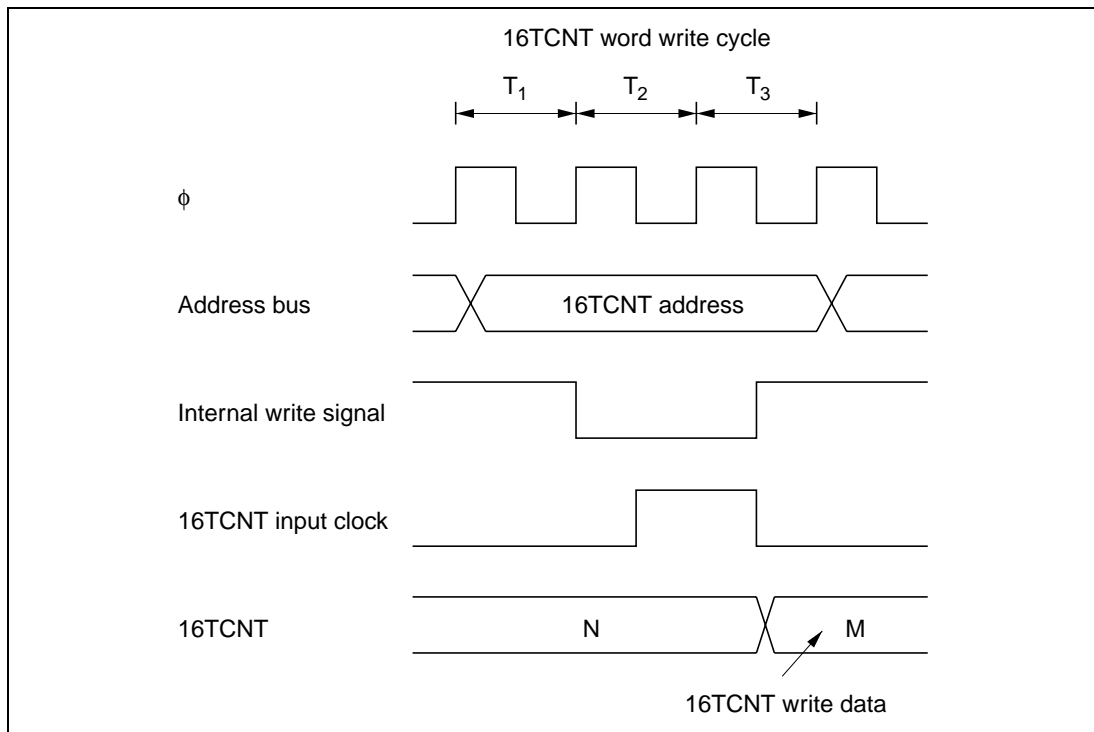 16TCNT word write cycle
T1 T2 T3
ϕ
Address bus
16TCNT address
Internal write signal
16TCNT input clock
16TCNT
N
M
16TCNT write data